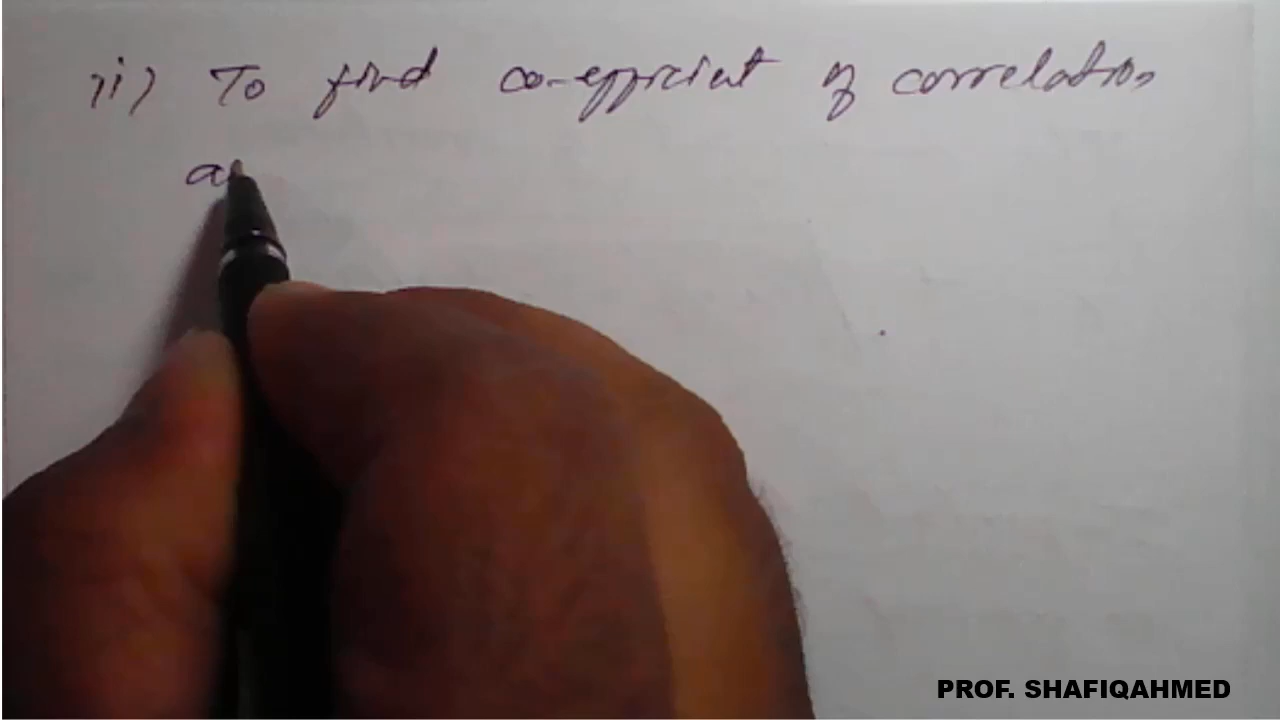 ii) To find co-efficient of correlation
a
PROF. SHAFIQAHMED